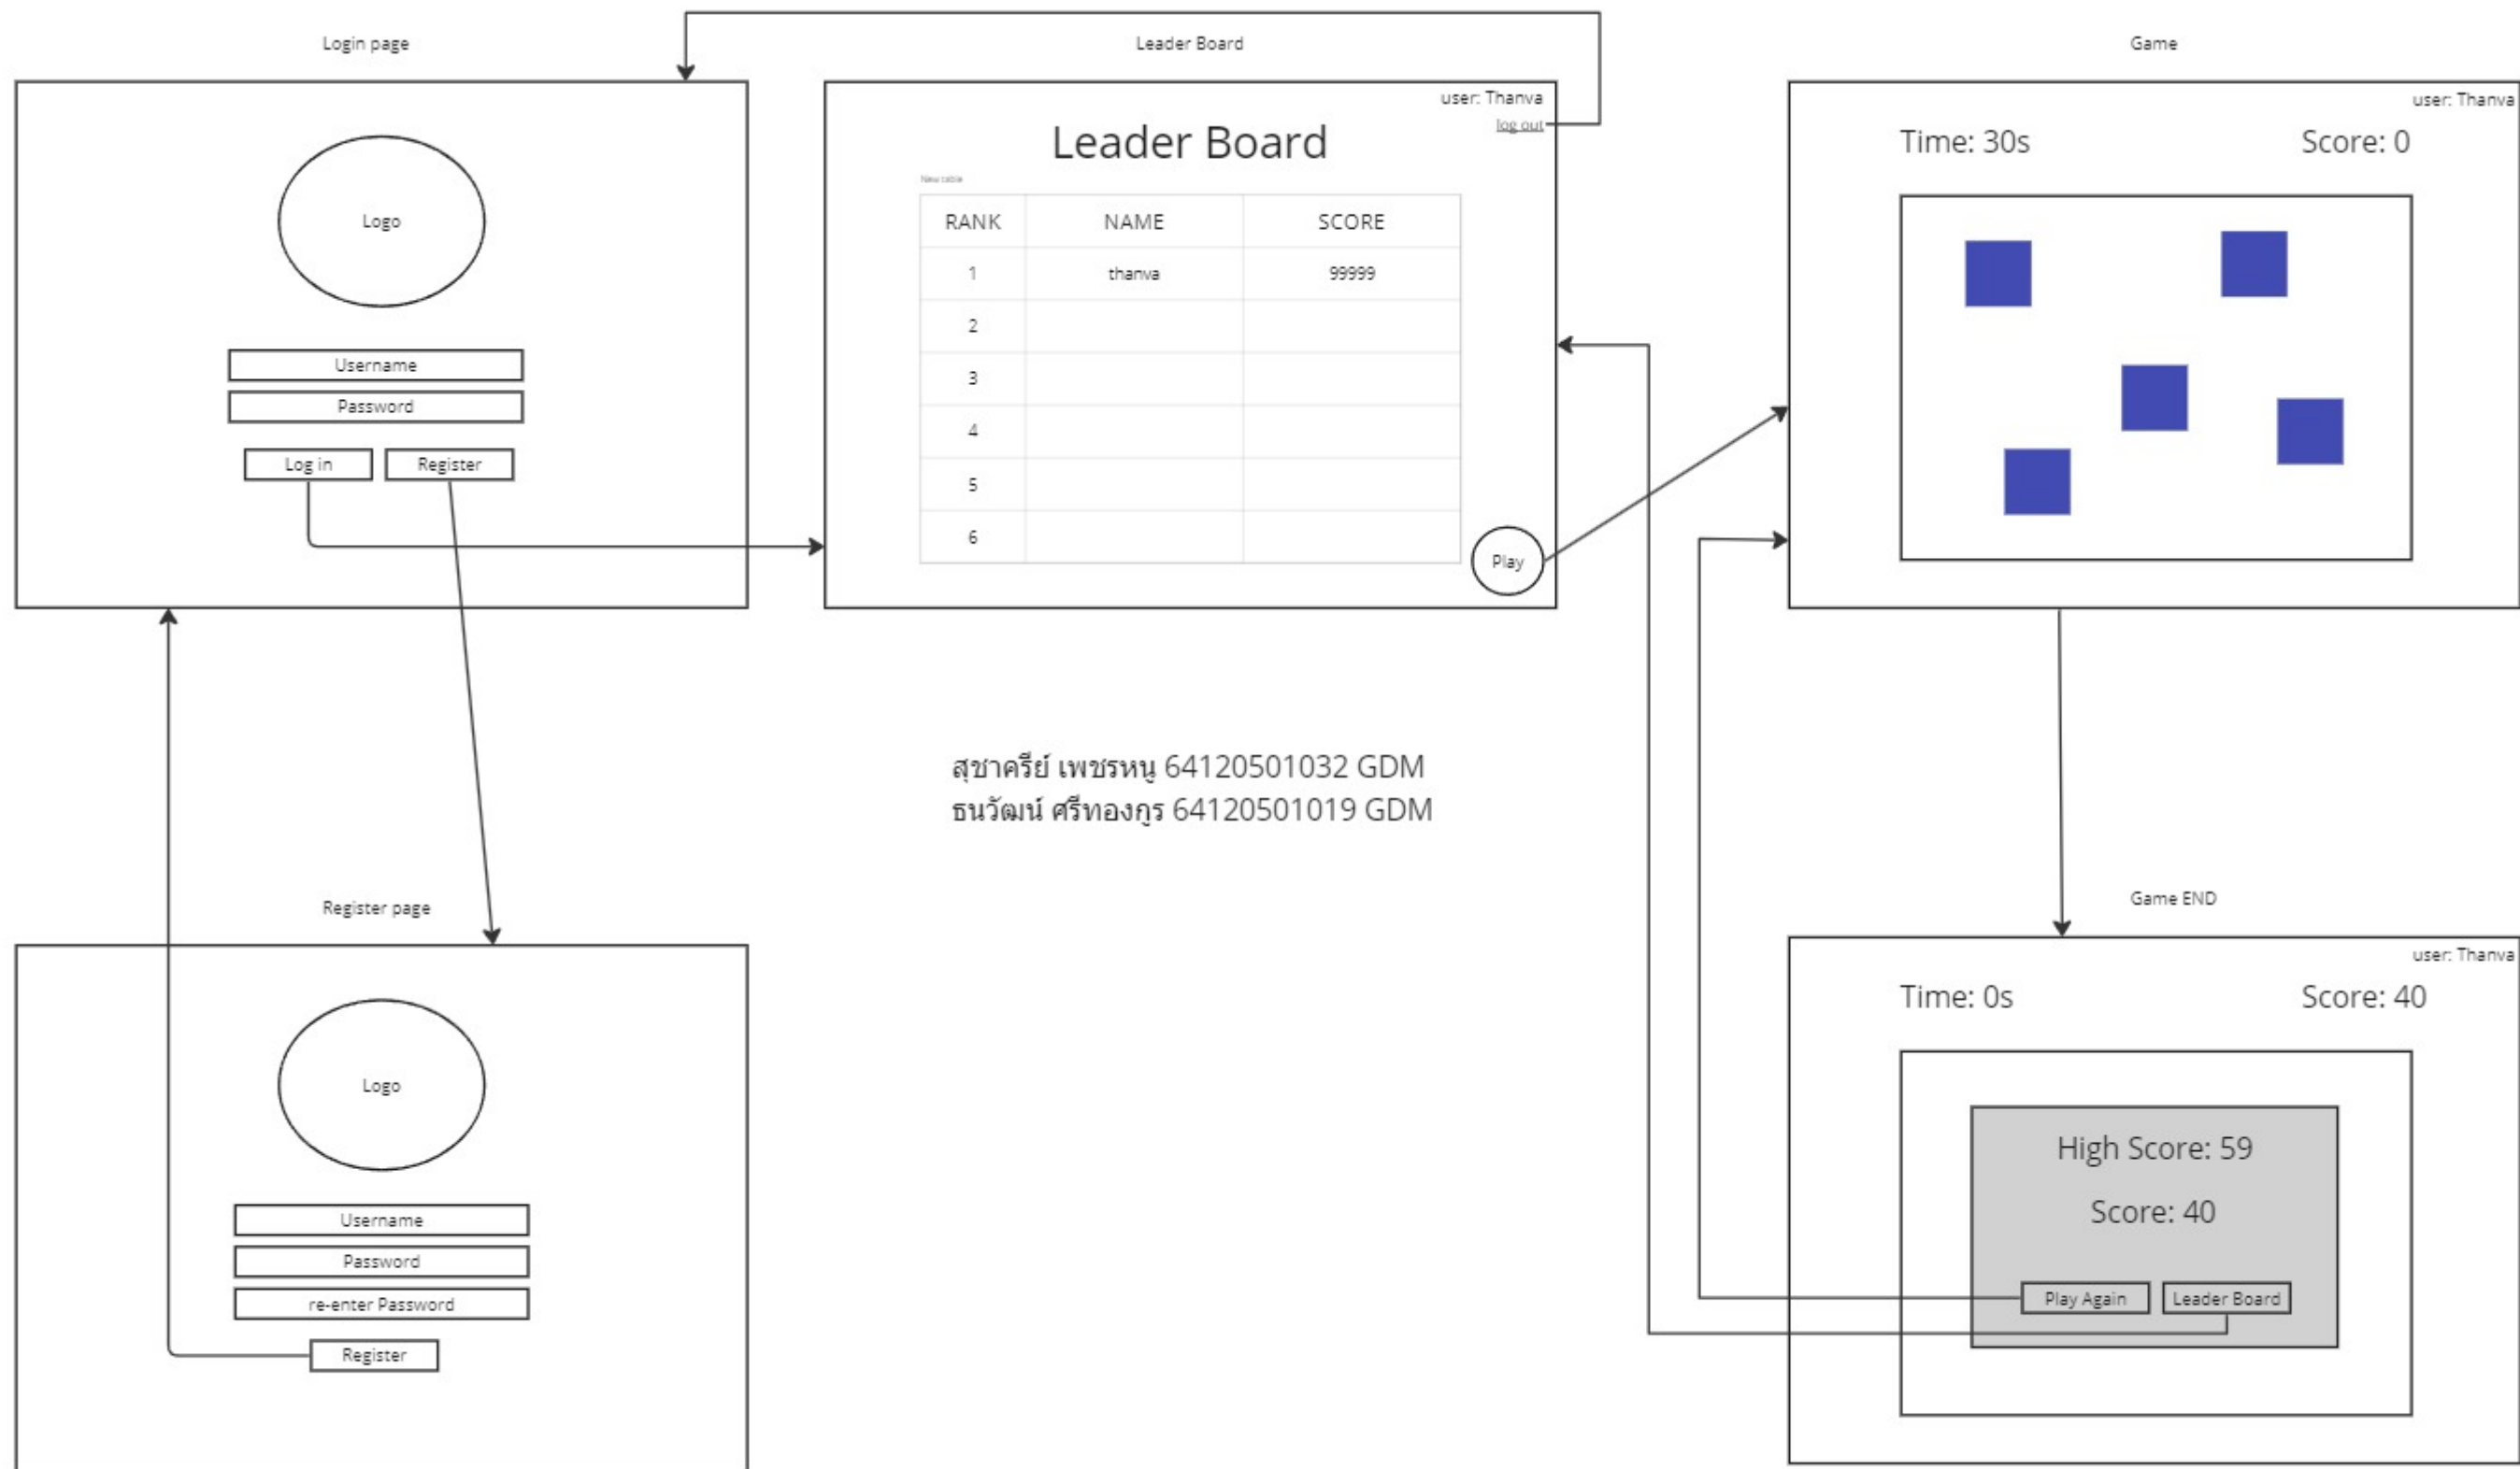 Login page
Logo
Username
Password
Log in
Register
Leader Board
user: Thanva
log out
Leader Board
New table
RANK NAME SCORE
1 thanva 99999
2
3
4
5
6
Play
Game
user: Thanva
Time: 30s Score: 0
สุชาครีย์ เพชรหนู 64120501032 GDM
ธนวัฒน์ ศรีทองกูร 64120501019 GDM
Register page
Logo
Username
Password
re-enter Password
Register
Game END
user: Thanva
Time: 0s Score: 40
High Score: 59
Score: 40
Play Again Leader Board